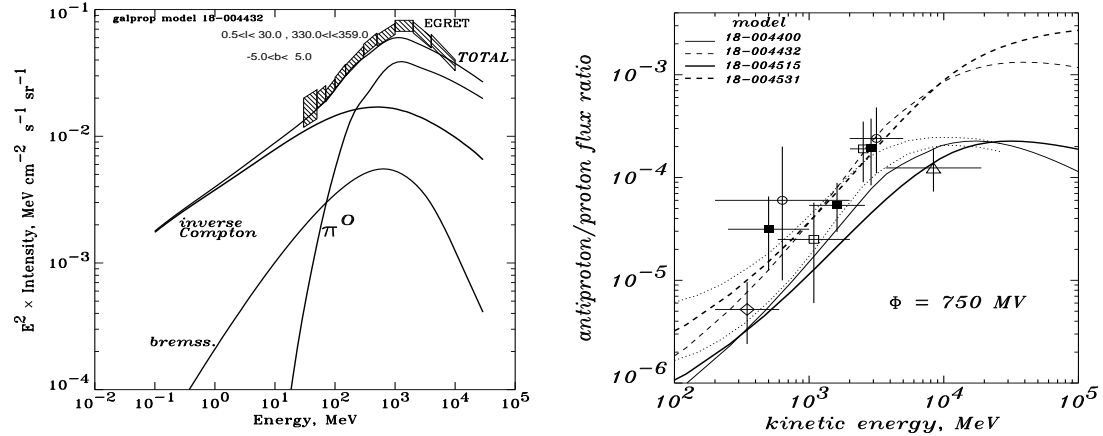 galprop model 18-004432
0.5<l< 30.0 , 330.0<l<359.0
-5.0<b< 5.0
EGRET
TOTAL
inverse
Compton
π⁰
bremss.
E² × Intensity, MeV cm⁻² s⁻¹ sr⁻¹
10⁻¹
10⁻²
10⁻³
10⁻⁴
10⁻² 10⁻¹ 10⁰ 10¹ 10² 10³ 10⁴ 10⁵
Energy, MeV
model
18-004400
18-004432
18-004515
18-004531
Φ = 750 MV
antiproton/proton flux ratio
10⁻³
10⁻⁴
10⁻⁵
10⁻⁶
10² 10³ 10⁴ 10⁵
kinetic energy, MeV